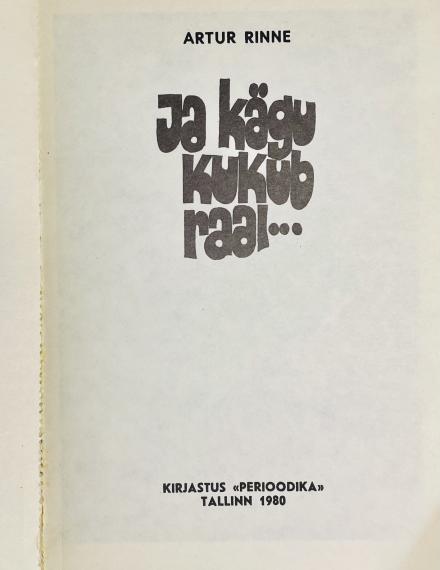 ARTUR RINNE
Ja kägu
kukub
raal...
KIRJASTUS «PERIOODIKA»
TALLINN 1980